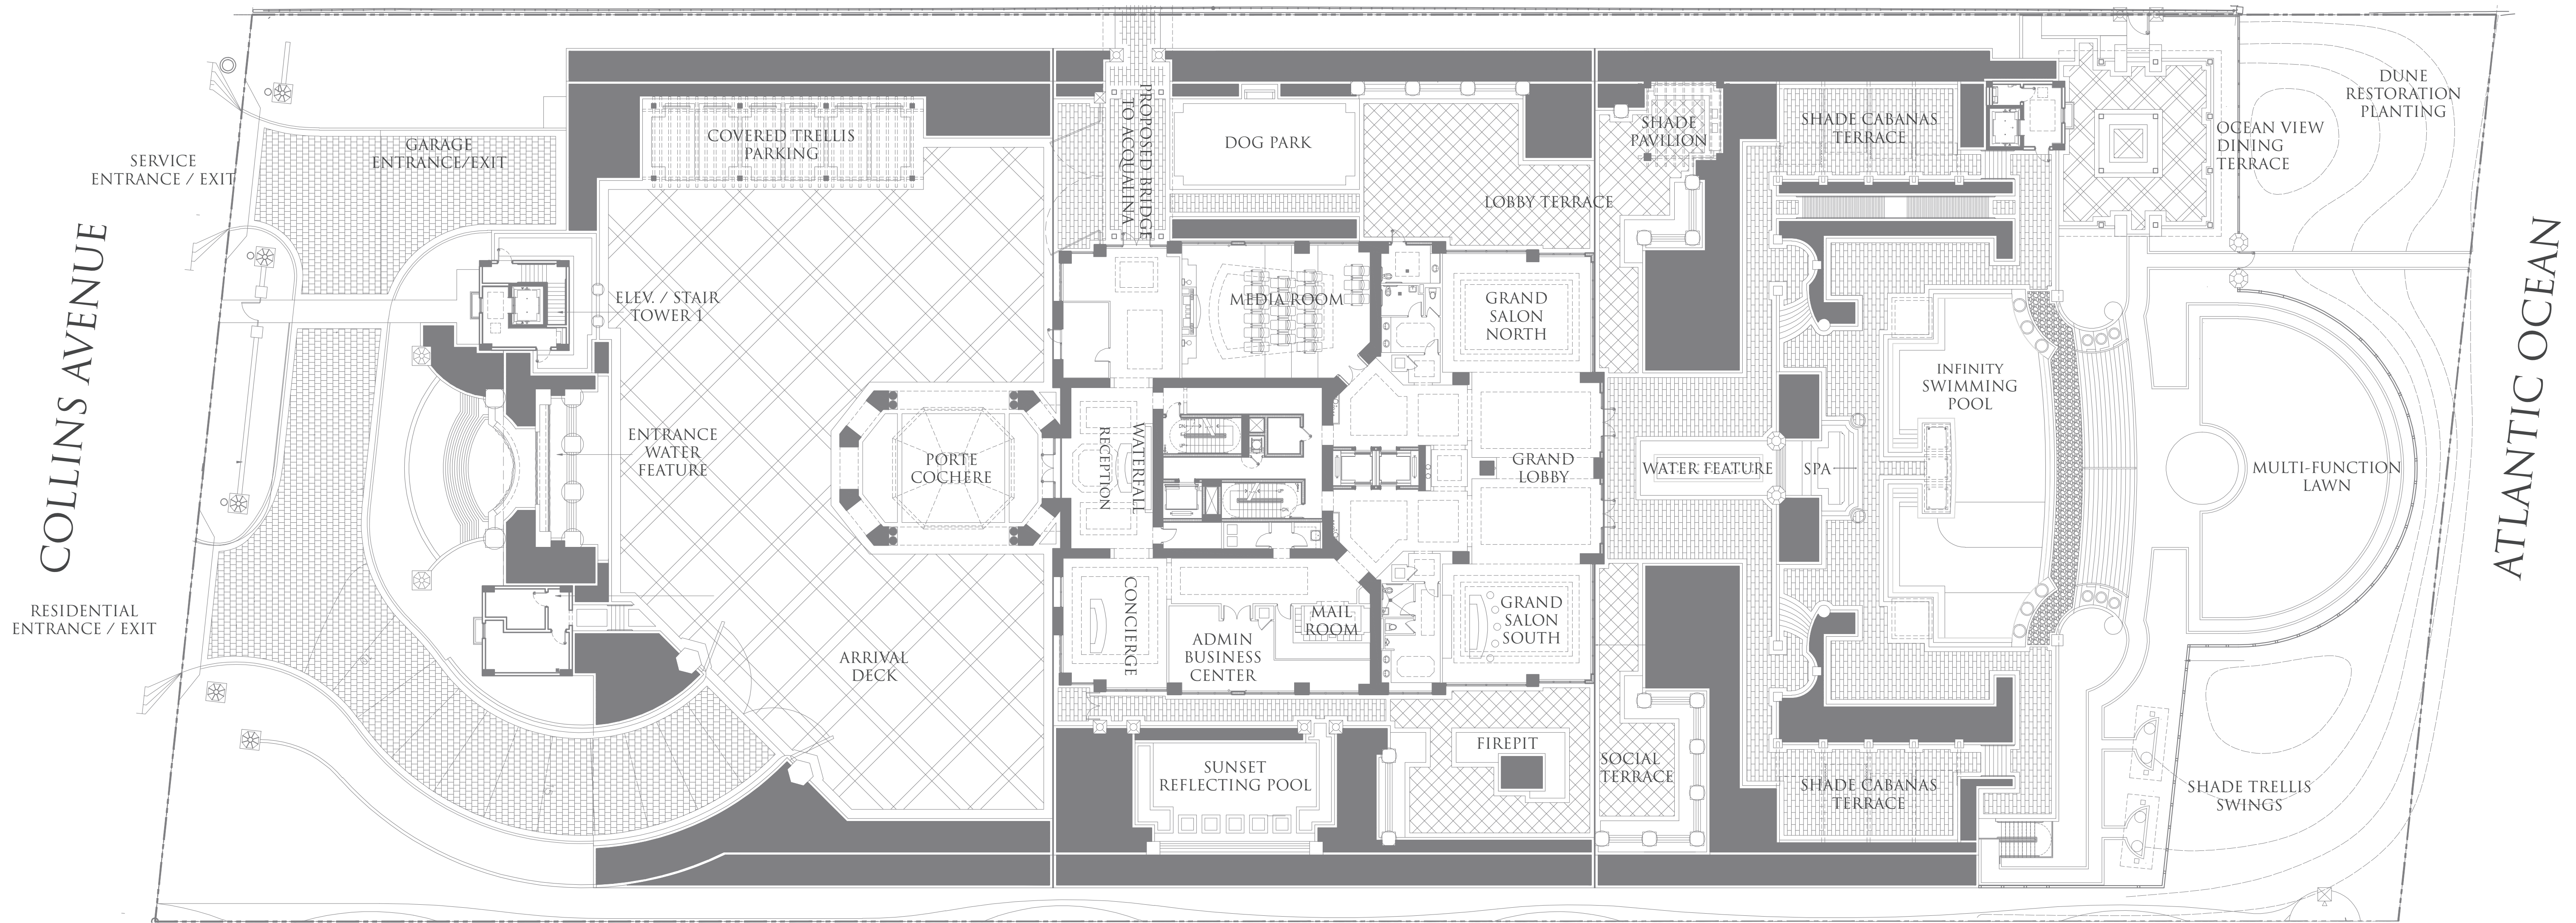 COLLINS AVENUE
SERVICE
ENTRANCE / EXIT
RESIDENTIAL
ENTRANCE / EXIT
GARAGE
ENTRANCE/EXIT
COVERED TRELLIS
PARKING
ELEV. / STAIR
TOWER 1
ENTRANCE
WATER
FEATURE
ARRIVAL
DECK
PORTE
COCHERE
PROPOSED BRIDGE
TO ACQUALINA
DOG PARK
LOBBY TERRACE
MEDIA ROOM
GRAND
SALON
NORTH
WATERFALL
RECEPTION
GRAND
LOBBY
CONCIERGE
ADMIN
BUSINESS
CENTER
MAIL
ROOM
GRAND
SALON
SOUTH
SUNSET
REFLECTING POOL
FIREPIT
SOCIAL
TERRACE
SHADE
PAVILION
SHADE CABANAS
TERRACE
WATER FEATURE
SPA
INFINITY
SWIMMING
POOL
SHADE CABANAS
TERRACE
OCEAN VIEW
DINING
TERRACE
DUNE
RESTORATION
PLANTING
MULTI-FUNCTION
LAWN
SHADE TRELLIS
SWINGS
ATLANTIC OCEAN